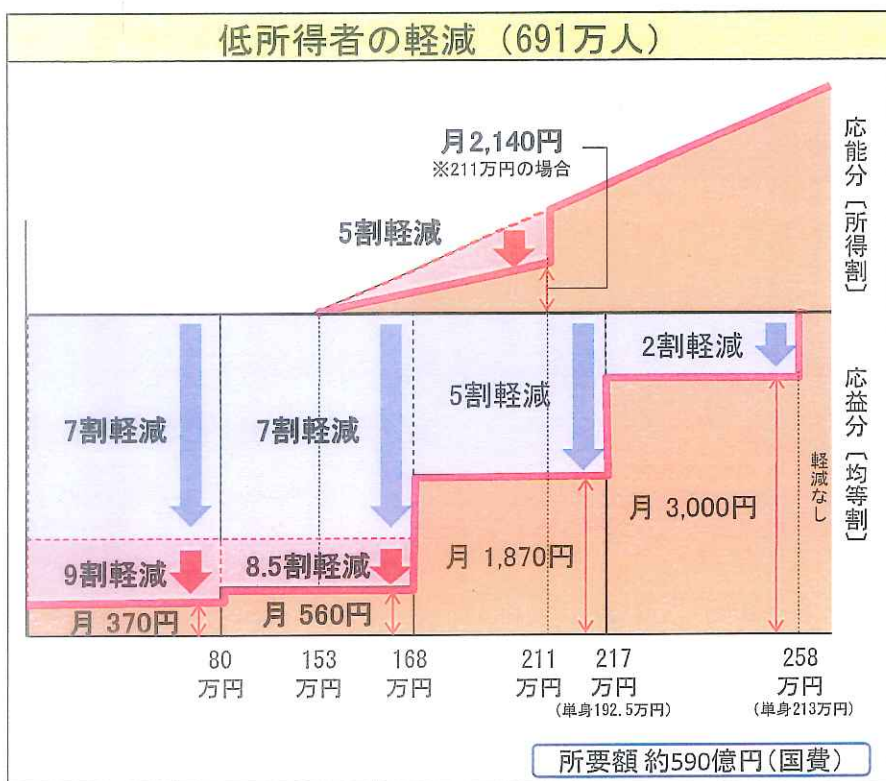 低所得者の軽減（691万人）
月2,140円
※211万円の場合
5割軽減
応能分〔所得割〕
2割軽減
5割軽減
7割軽減
7割軽減
応益分〔均等割〕
軽減なし
月 3,000円
月 1,870円
9割軽減
8.5割軽減
月 370円
月 560円
80
万円
153
万円
168
万円
211
万円
217
万円
(単身192.5万円)
258
万円
(単身213万円)
所要額 約590億円(国費)